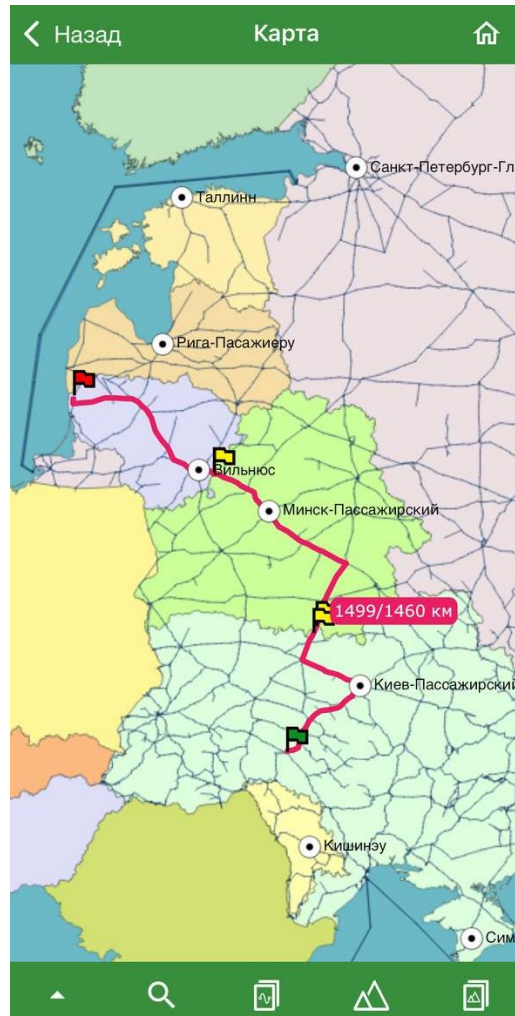 Назад
Карта
Санкт-Петербург-Гл
Таллинн
Рига-Пасажиеру
Вильнюс
Минск-Пассажирский
1499/1460 км
Киев-Пассажирский
Кишинэу
Сим